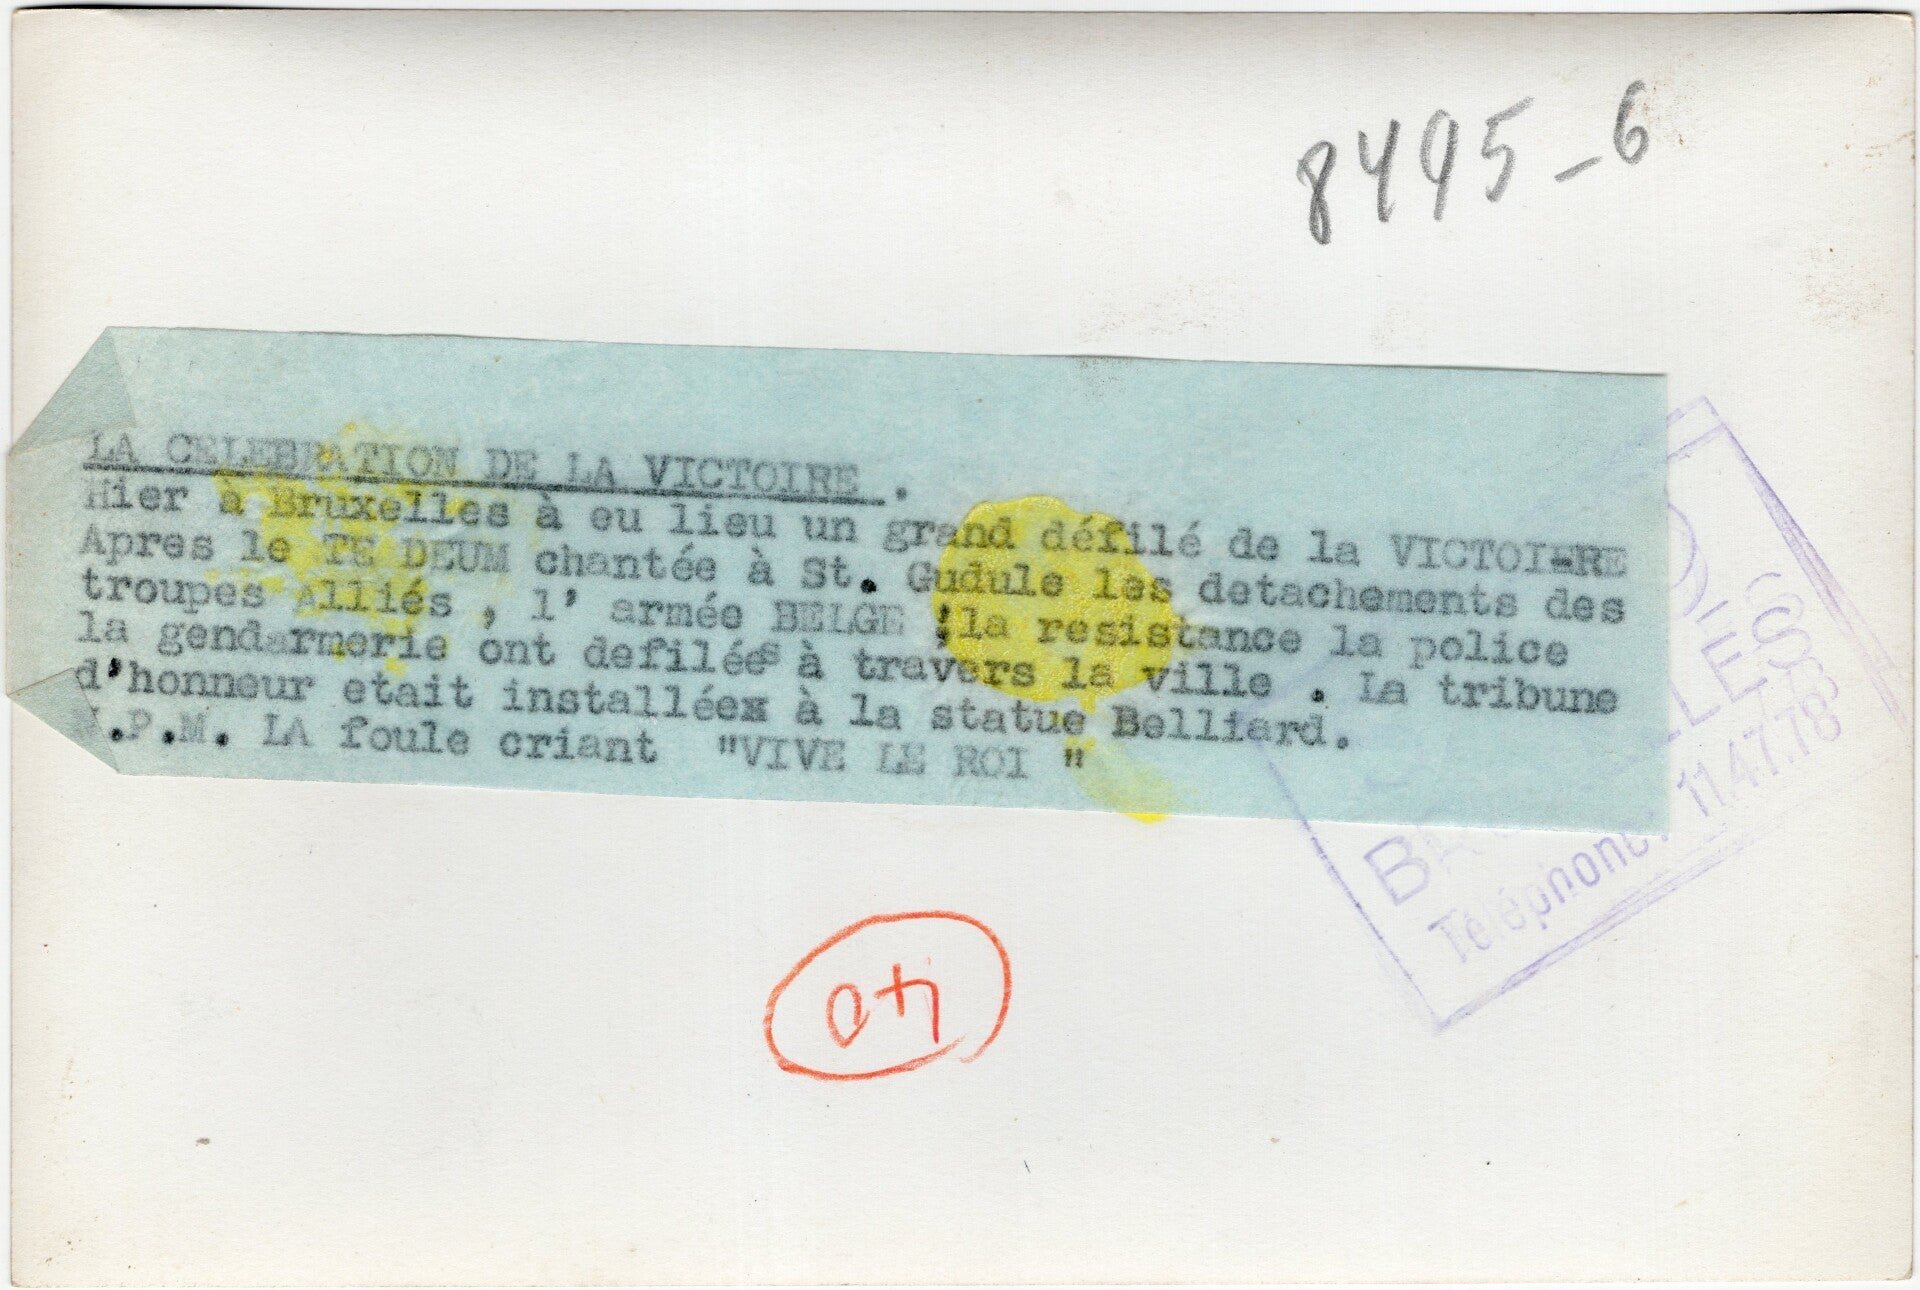 8495-6
LA CELEBRATION DE LA VICTOIRE .
Hier à Bruxelles à eu lieu un grand défilé de la VICTOI-RE
Apres le TE DEUM chantée à St. Gudule les detachements des
troupes alliés , l' armée BELGE ,la resistance la police
la gendarmerie ont defilées à travers la ville . La tribune
d'honneur etait installéex à la statue Belliard.
.P.M. LA foule criant "VIVE LE ROI "
Téléphone: 11.47.78